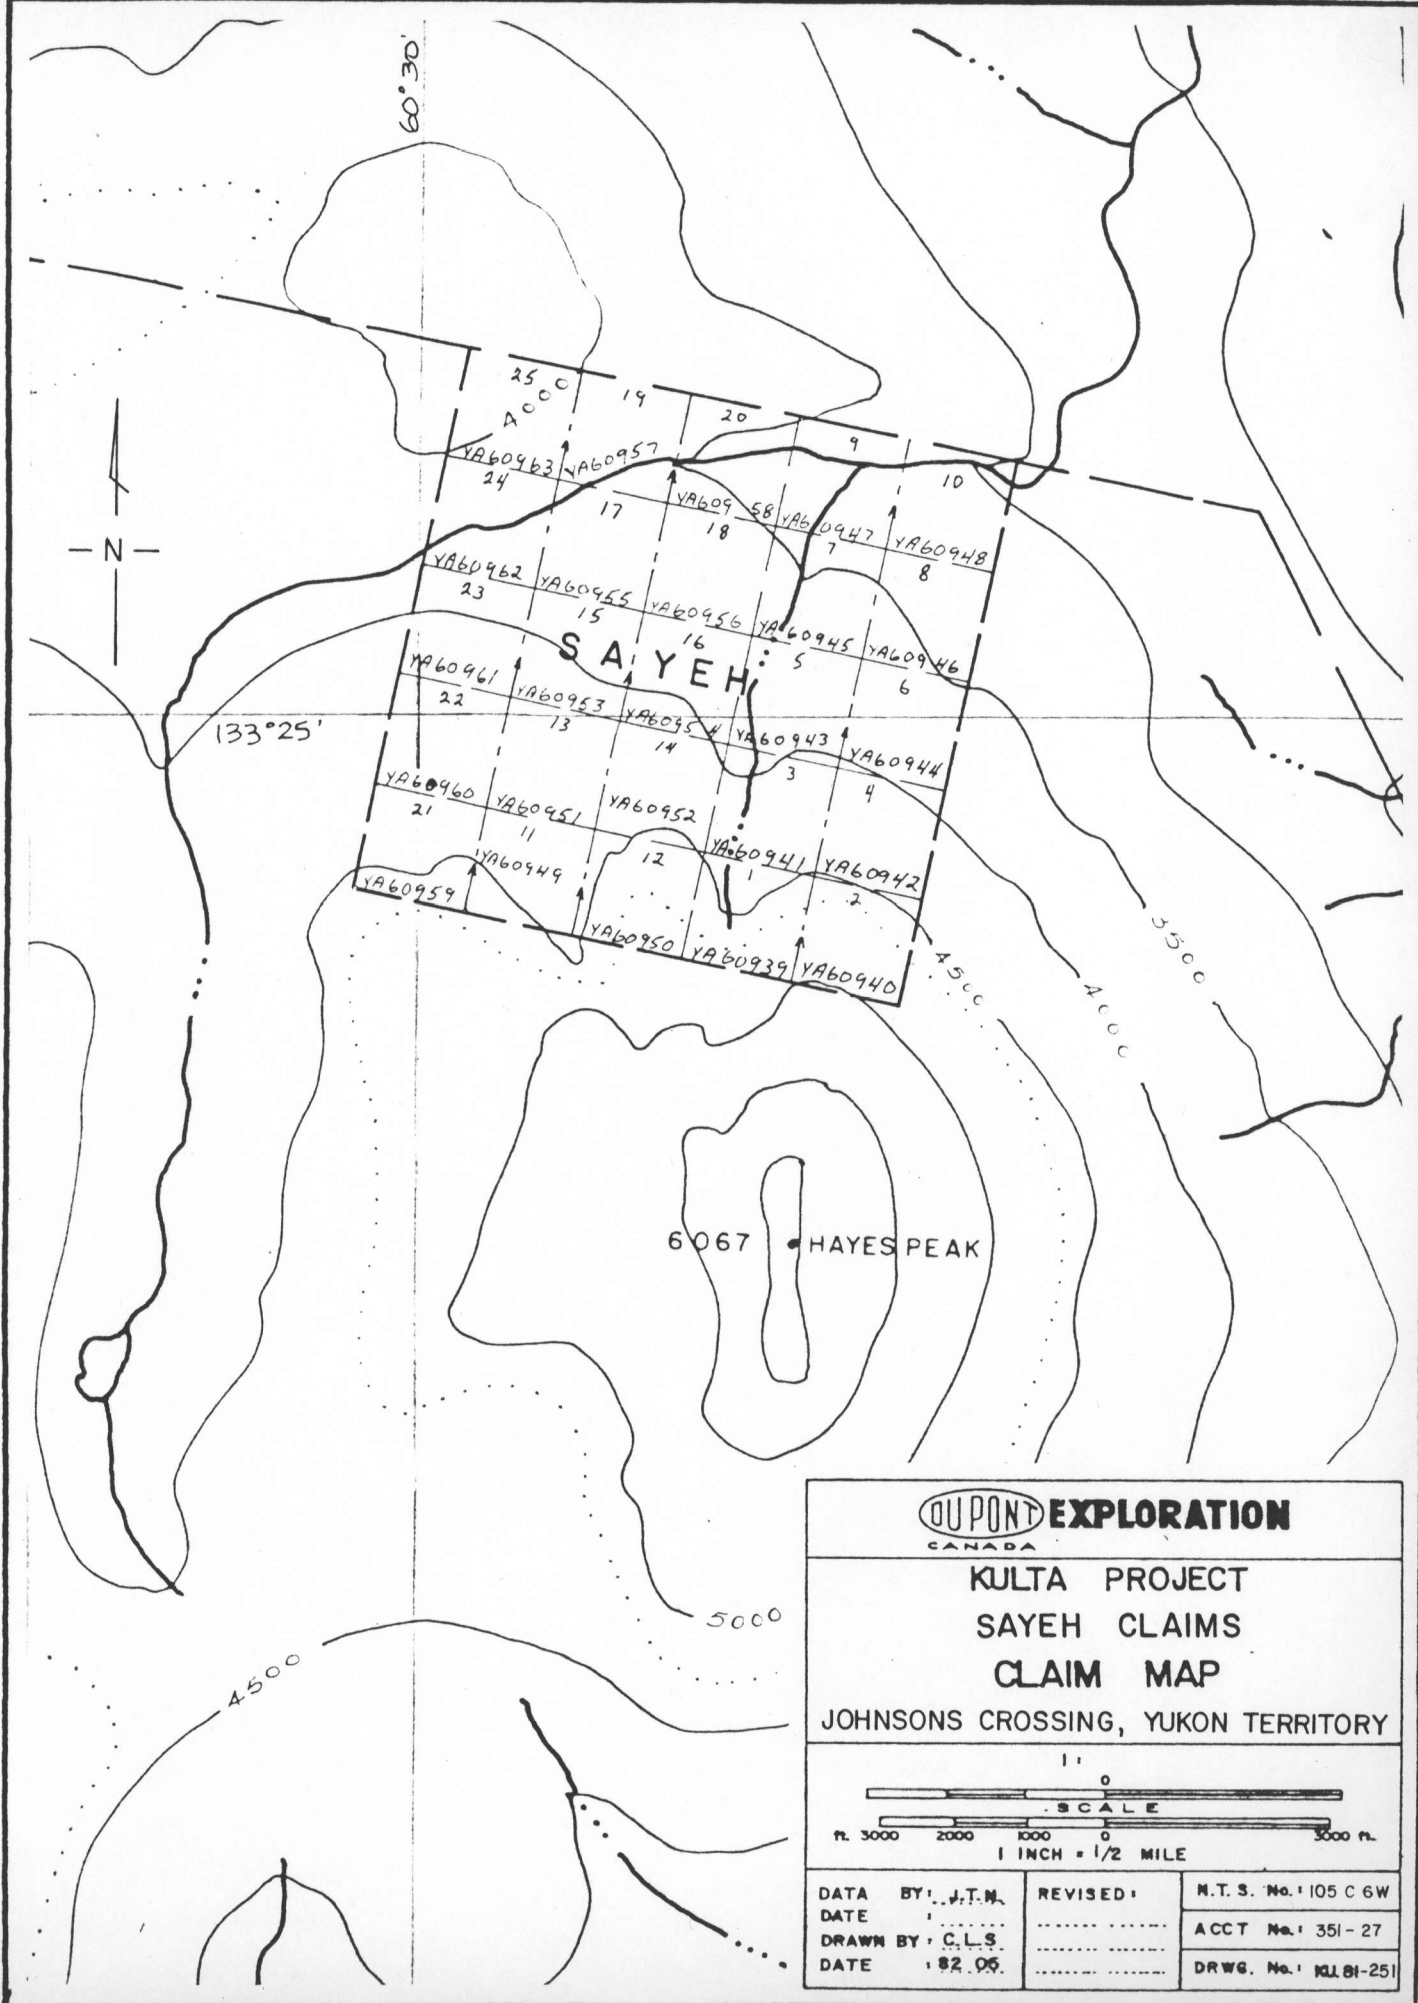 60°30'
25
4000
19
20
9
10
YA60963
24
YA60957
17
YA60958
18
YA60947
7
YA60948
8
N
YA60962
23
YA60955
15
YA60956
16
YA60945
5
YA60946
6
SAYEH
YA60961
22
YA60953
13
YA60954
14
YA60943
3
YA60944
4
133°25'
YA60960
21
YA60951
11
YA60952
12
YA60941
1
YA60942
2
YA60949
YA60959
YA60950
YA60939
YA60940
3500
4500
4000
6067
HAYES PEAK
5000
4500
DUPONT EXPLORATION
CANADA
KULTA PROJECT
SAYEH CLAIMS
CLAIM MAP
JOHNSONS CROSSING, YUKON TERRITORY
1:
0
SCALE
ft. 3000 2000 1000 0 3000 ft.
1 INCH = 1/2 MILE
DATA BY: J.T.M.
DATE :
DRAWN BY: C.L.S.
DATE : 82 05
REVISED:
N.T.S. No.: 105 C 6W
ACCT No.: 351-27
DRWG. No.: KU.81-251